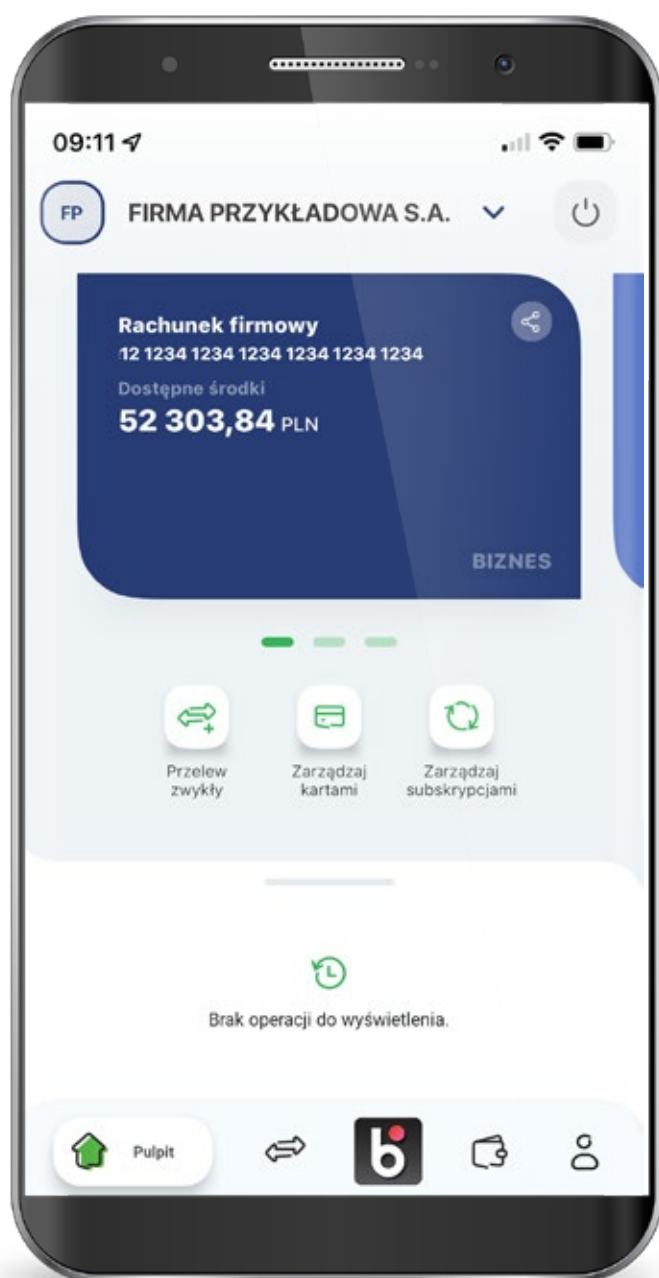 09:11
FP
FIRMA PRZYKŁADOWA S.A.
Rachunek firmowy
12 1234 1234 1234 1234 1234 1234
Dostępne środki
52 303,84 PLN
BIZNES
Przelew
zwykły
Zarządzaj
kartami
Zarządzaj
subskrypcjami
Brak operacji do wyświetlenia.
Pulpit
b